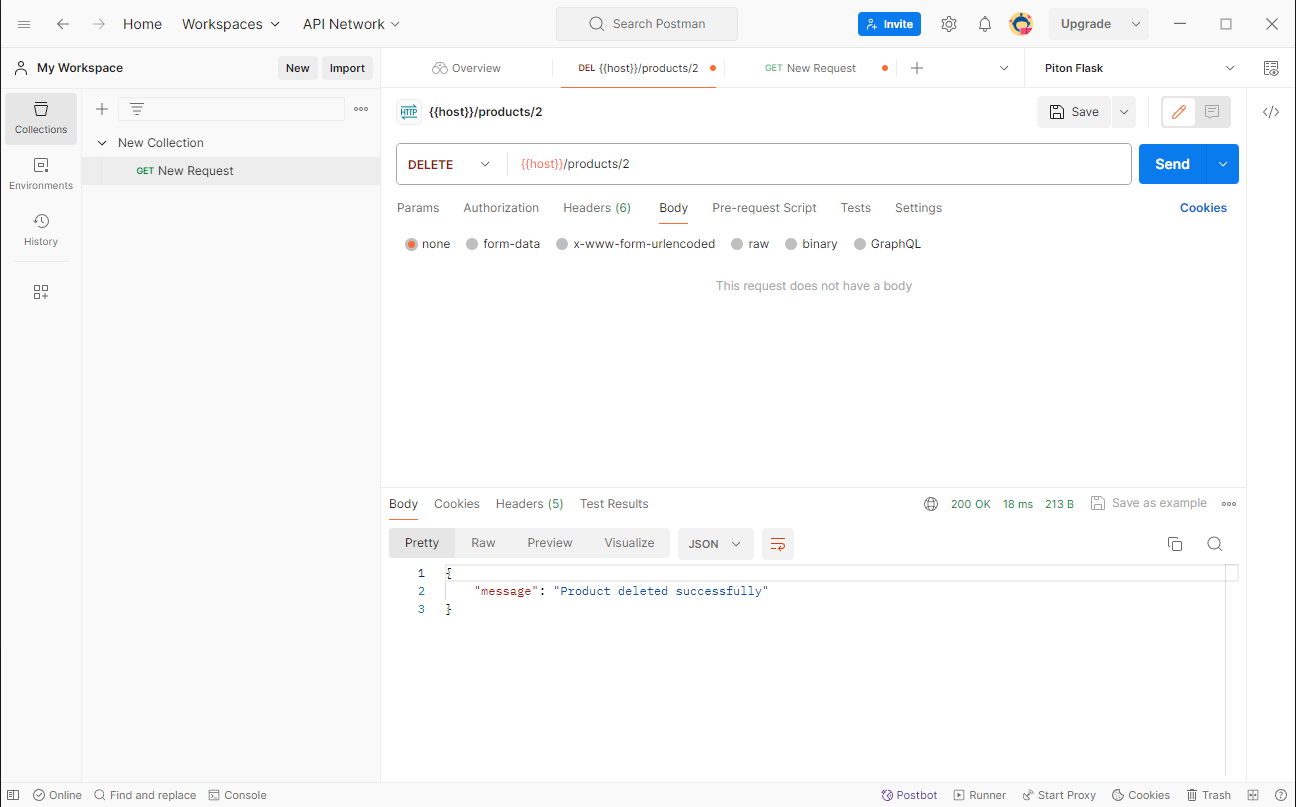 Home Workspaces API Network Search Postman Invite Upgrade
My Workspace New Import Overview DEL {{host}}/products/2 GET New Request Piton Flask
Collections
New Collection
GET New Request
Environments
History
HTTP {{host}}/products/2 Save
DELETE {{host}}/products/2 Send
Params Authorization Headers (6) Body Pre-request Script Tests Settings Cookies
none form-data x-www-form-urlencoded raw binary GraphQL
This request does not have a body
Body Cookies Headers (5) Test Results 200 OK 18 ms 213 B Save as example
Pretty Raw Preview Visualize JSON
1 {
2 "message": "Product deleted successfully"
3 }
Online Find and replace Console Postbot Runner Start Proxy Cookies Trash